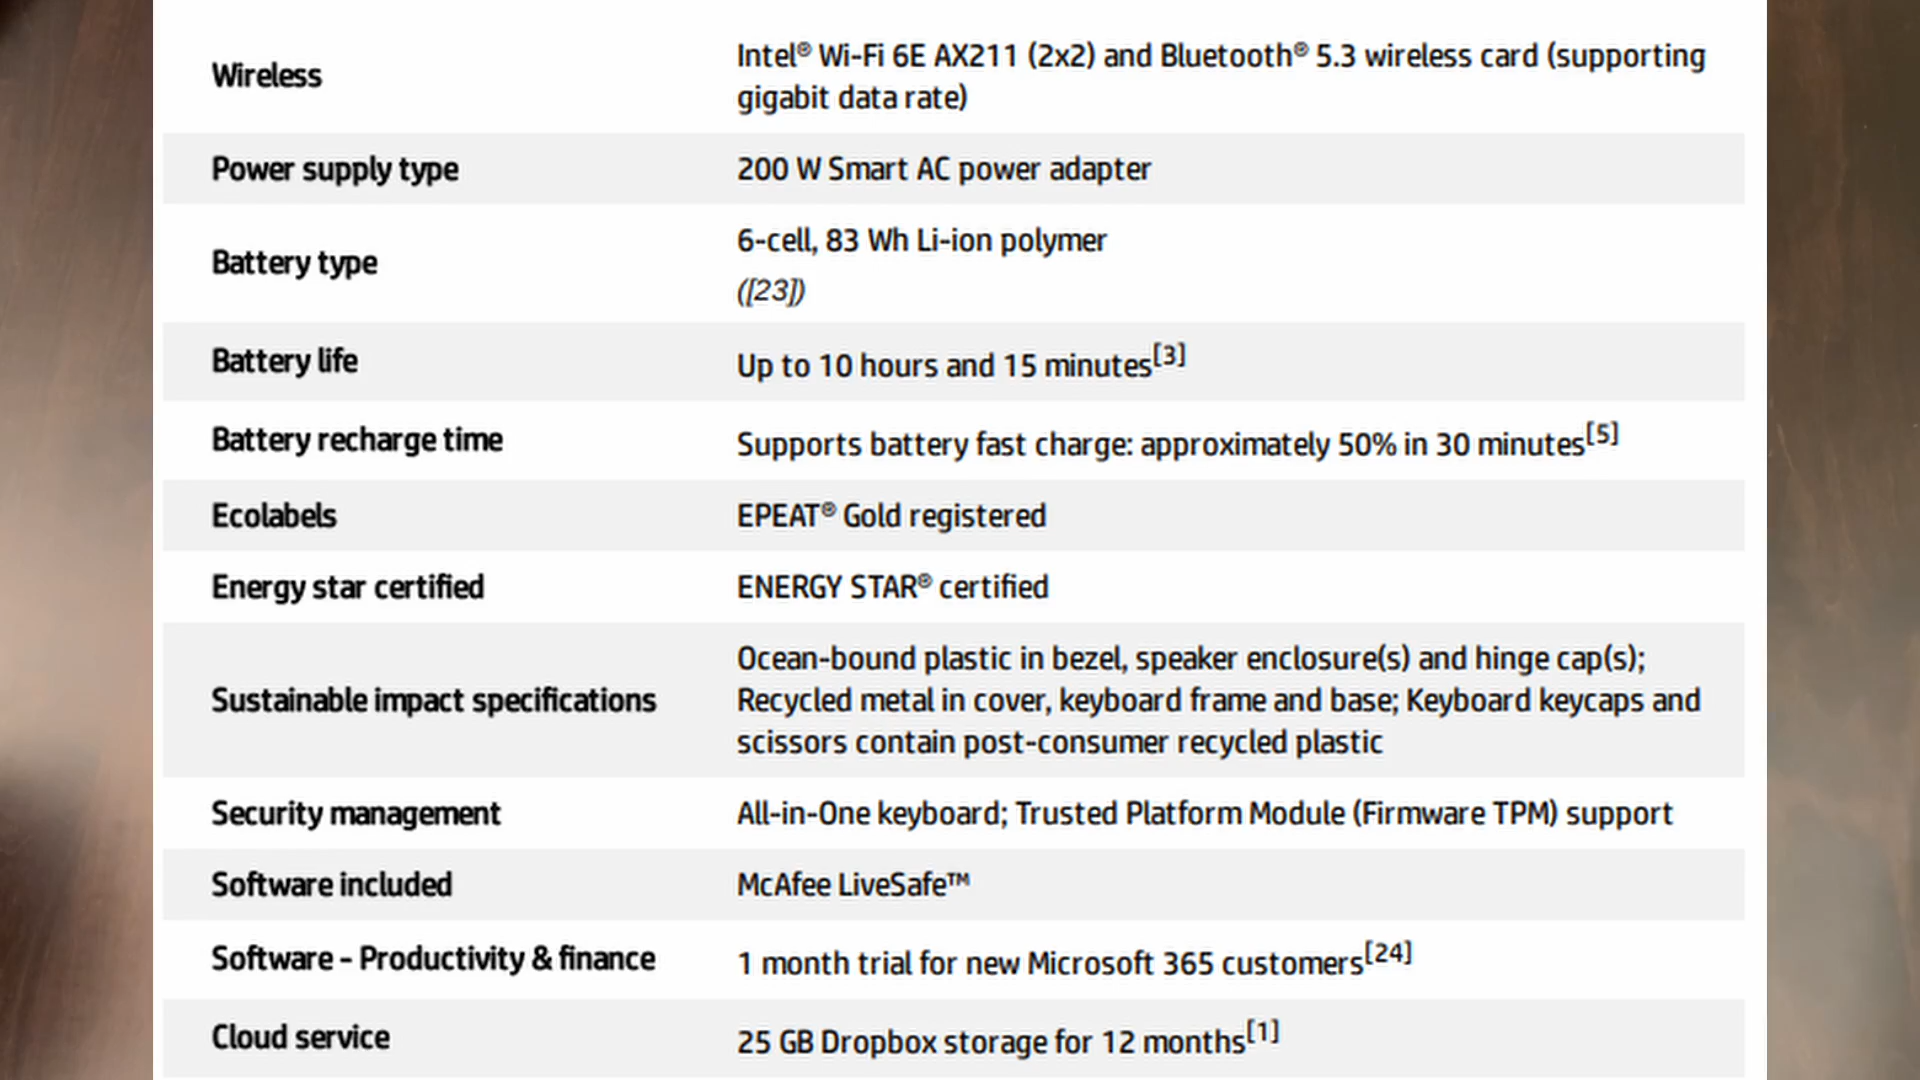 Wireless
Intel® Wi-Fi 6E AX211 (2x2) and Bluetooth® 5.3 wireless card (supporting
gigabit data rate)
Power supply type
200 W Smart AC power adapter
Battery type
6-cell, 83 Wh Li-ion polymer
([23])
Battery life
Up to 10 hours and 15 minutes[3]
Battery recharge time
Supports battery fast charge: approximately 50% in 30 minutes[5]
Ecolabels
EPEAT® Gold registered
Energy star certified
ENERGY STAR® certified
Sustainable impact specifications
Ocean-bound plastic in bezel, speaker enclosure(s) and hinge cap(s);
Recycled metal in cover, keyboard frame and base; Keyboard keycaps and
scissors contain post-consumer recycled plastic
Security management
All-in-One keyboard; Trusted Platform Module (Firmware TPM) support
Software included
McAfee LiveSafe™
Software - Productivity & finance
1 month trial for new Microsoft 365 customers[24]
Cloud service
25 GB Dropbox storage for 12 months[1]